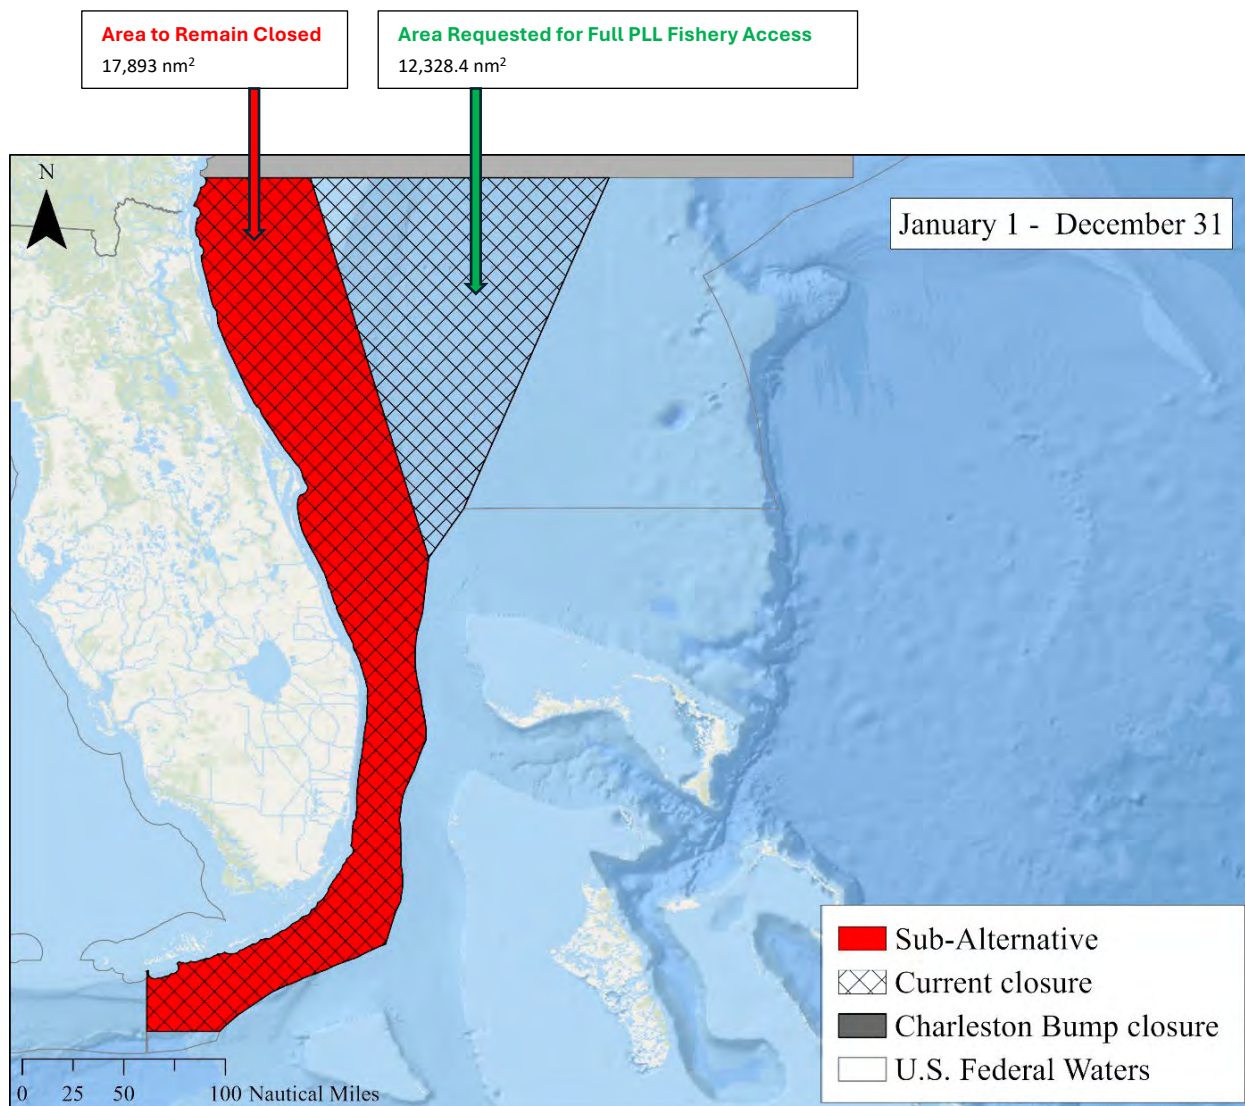 Area to Remain Closed
17,893 nm²
Area Requested for Full PLL Fishery Access
12,328.4 nm²
N
January 1 - December 31
Sub-Alternative
Current closure
Charleston Bump closure
U.S. Federal Waters
0 25 50 100 Nautical Miles